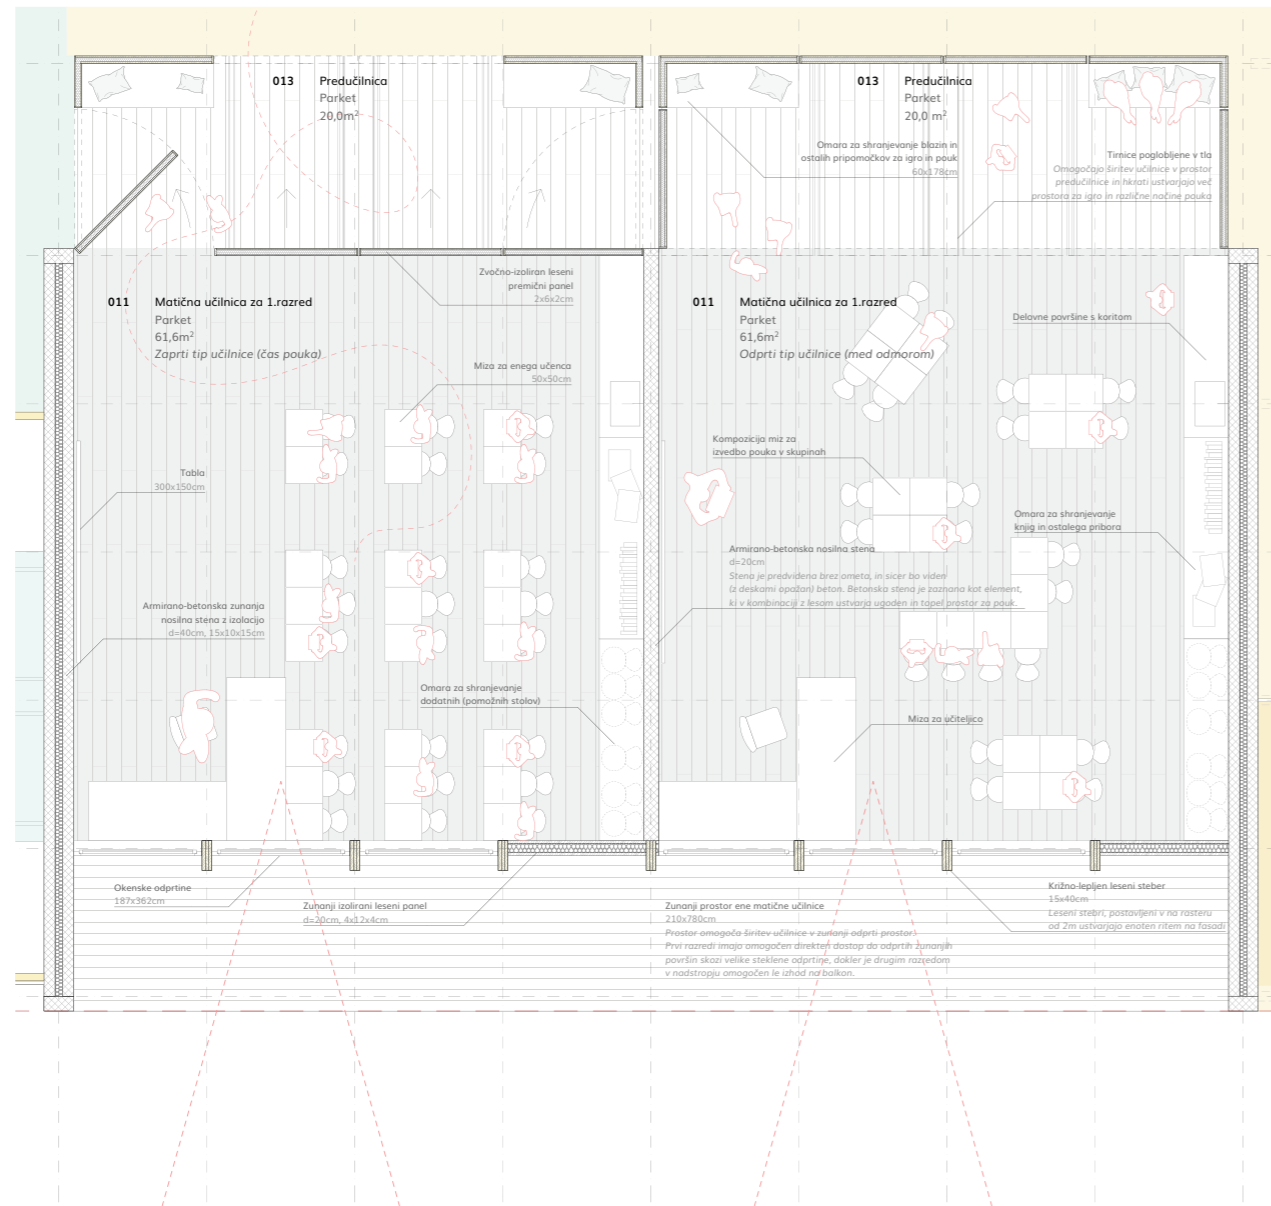 013 Predučilnica
Parket
20,0m²
013 Predučilnica
Parket
20,0 m²
Omara za shranjevanje blazin in
ostalih pripomočkov za igro in pouk
60x178cm
Tirnice poglobljene v tla
Omogočajo širitev učilnice v prostor
predučilnice in hkrati ustvarjajo več
prostora za igro in različne načine pouka
Zvočno-izoliran leseni
premični panel
2x6x2cm
011 Matična učilnica za 1.razred
Parket
61,6m²
Zaprti tip učilnice (čas pouka)
011 Matična učilnica za 1.razred
Parket
61,6m²
Odprti tip učilnice (med odmorom)
Delovne površine s koritom
Miza za enega učenca
50x50cm
Kompozicija miz za
izvedbo pouka v skupinah
Tabla
300x150cm
Omara za shranjevanje
knjig in ostalega pribora
Armirano-betonska nosilna stena
d=20cm
Stena je predvidena brez ometa, in sicer bo viden
(z deskami opažan) beton. Betonska stena je zaznana kot element,
ki v kombinaciji z lesom ustvarja ugoden in topel prostor za pouk.
Armirano-betonska zunanja
nosilna stena z izolacijo
d=40cm, 15x10x15cm
Omara za shranjevanje
dodatnih (pomožnih stolov)
Miza za učiteljico
Okenske odprtine
187x362cm
Zunanji izolirani leseni panel
d=20cm, 4x12x4cm
Zunanji prostor ene matične učilnice
210x780cm
Prostor omogoča širitev učilnice v zunanji odprti prostor.
Prvi razredi imajo omogočen direkten dostop do odprtih zunanjih
površin skozi velike steklene odprtine, dokler je drugim razredom
v nadstropju omogočen le izhod na balkon.
Križno-lepljen leseni steber
15x40cm
Leseni stebri, postavljeni v na rasteru
od 2m ustvarjajo enoten ritem na fasadi